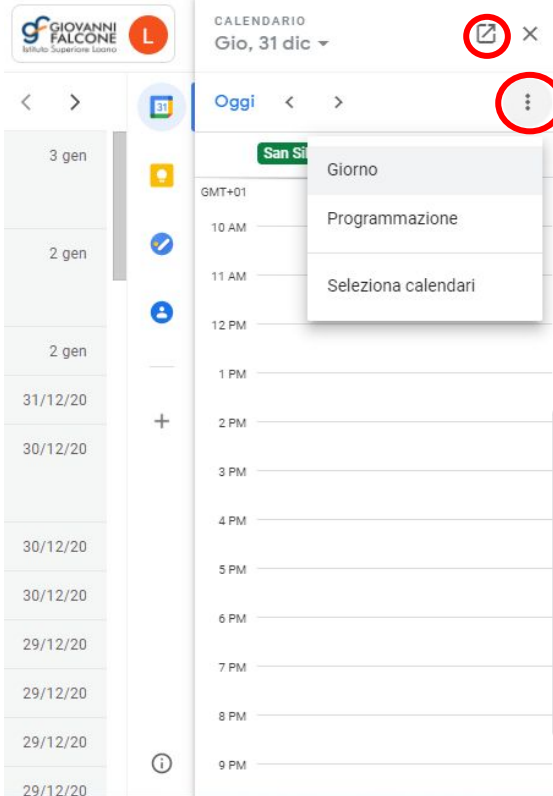 GIOVANNI
FALCONE
Istituto Superiore Loano
L
CALENDARIO
Gio, 31 dic
31
Oggi
San Sil
Giorno
Programmazione
Seleziona calendari
GMT+01
10 AM
11 AM
12 PM
1 PM
2 PM
3 PM
4 PM
5 PM
6 PM
7 PM
8 PM
9 PM
3 gen
2 gen
2 gen
31/12/20
30/12/20
30/12/20
30/12/20
29/12/20
29/12/20
29/12/20
29/12/20